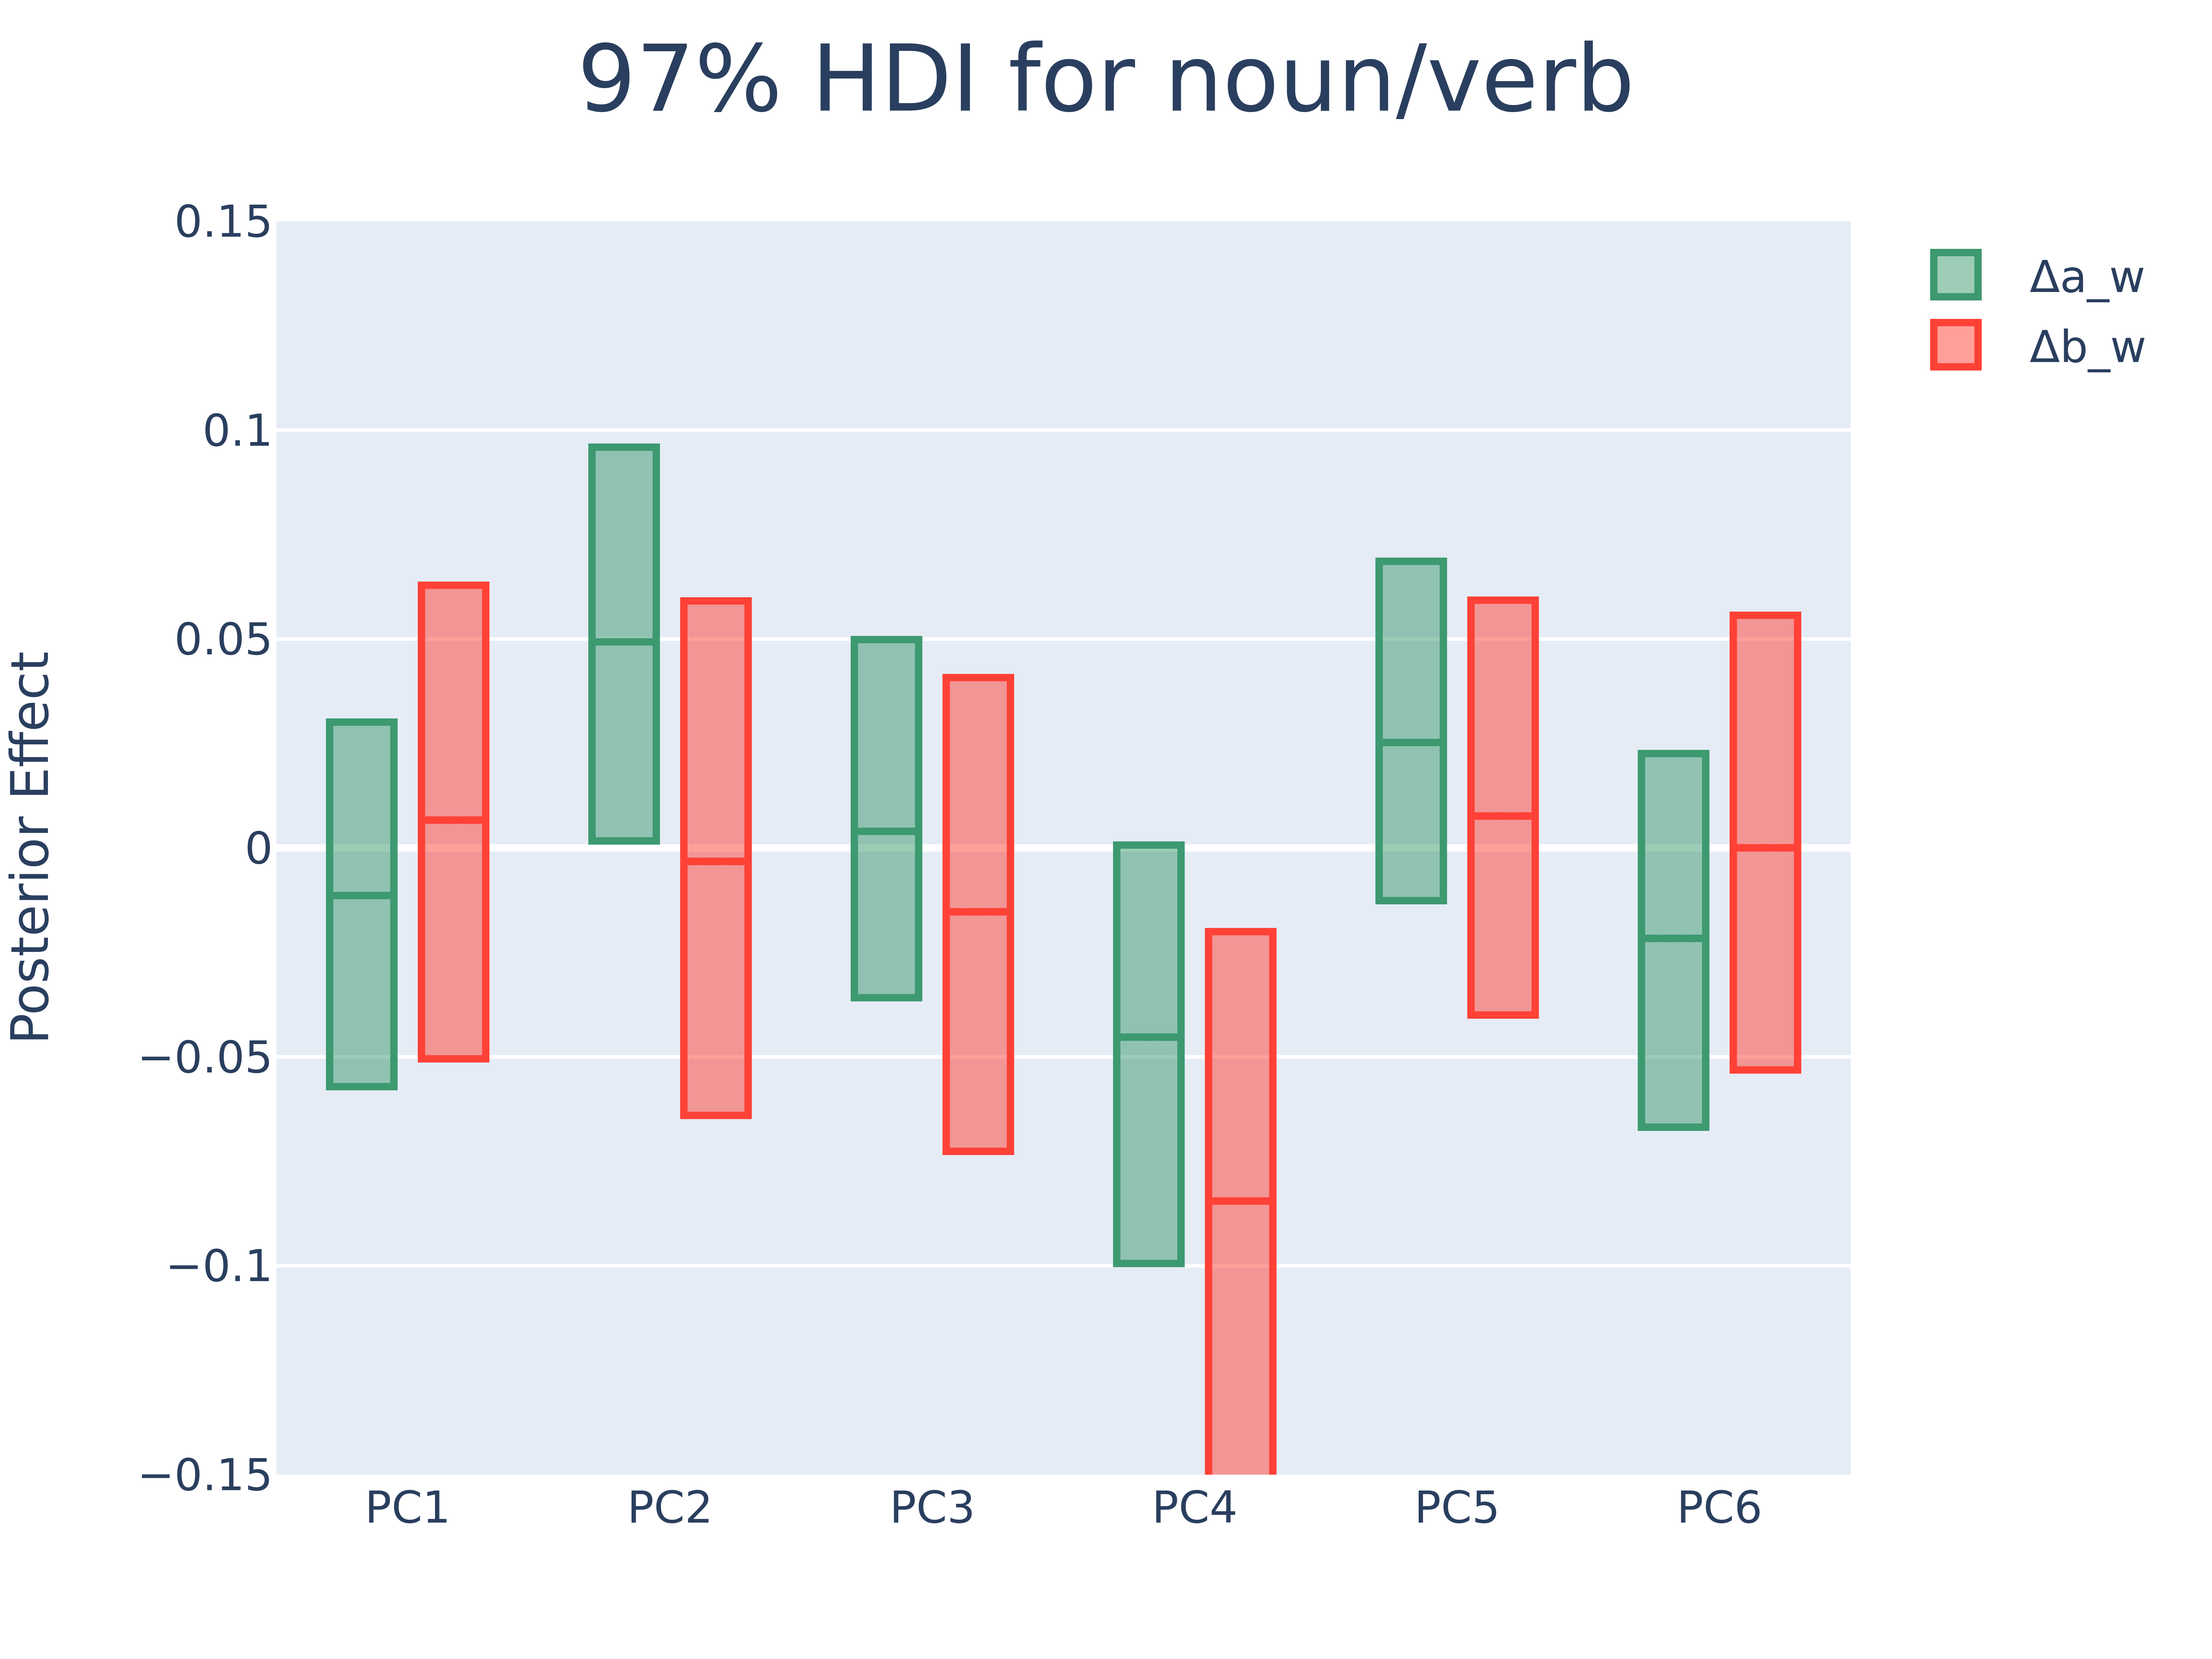 97% HDI for noun/verb
Δa_w
Δb_w
Posterior Effect
0.15
0.1
0.05
0
−0.05
−0.1
−0.15
PC1 PC2 PC3 PC4 PC5 PC6